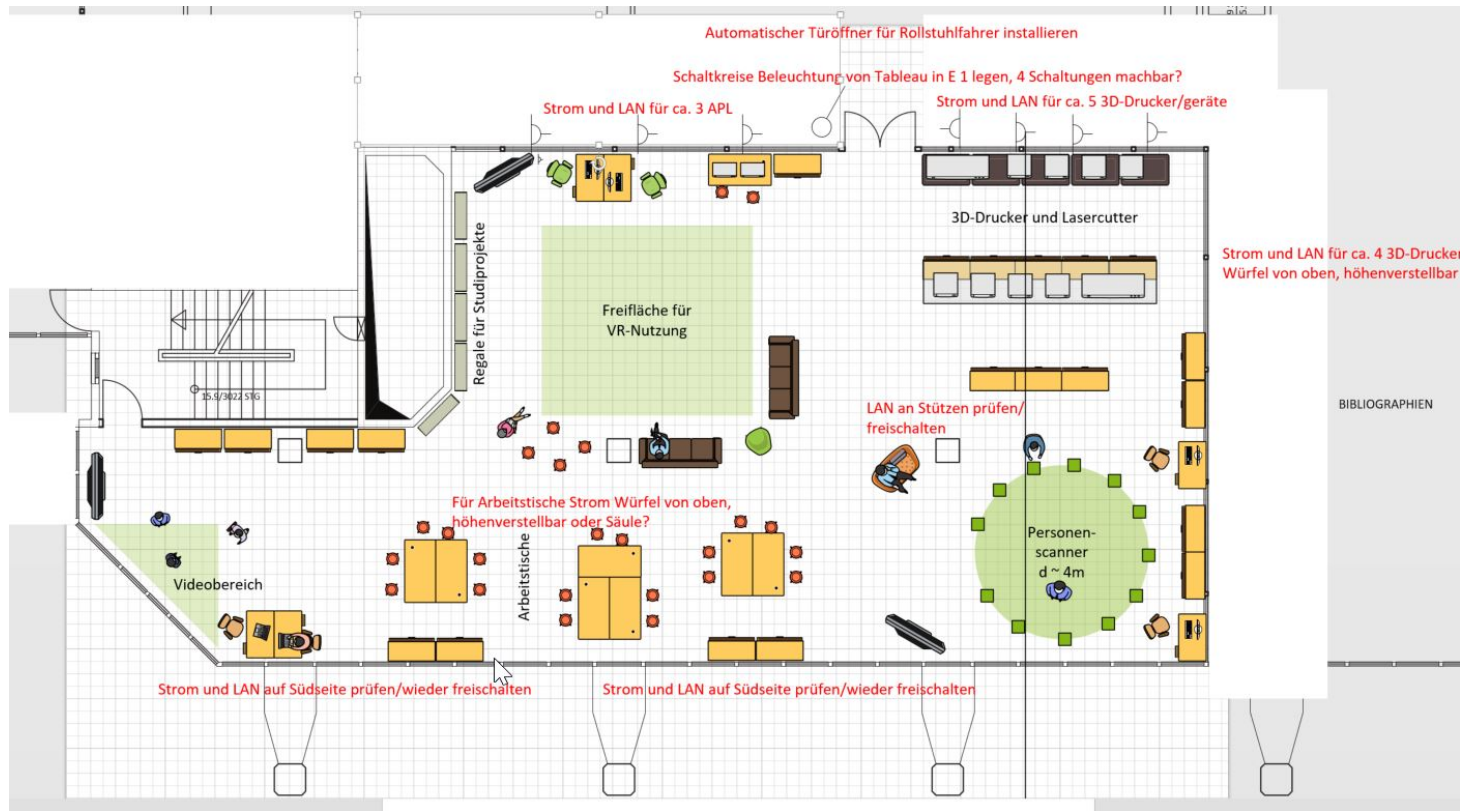 Automatischer Türöffner für Rollstuhlfahrer installieren
Schaltkreise Beleuchtung von Tableau in E 1 legen, 4 Schaltungen machbar?
Strom und LAN für ca. 3 APL
Strom und LAN für ca. 5 3D-Drucker/geräte
3D-Drucker und Lasercutter
Strom und LAN für ca. 4 3D-Drucker
Würfel von oben, höhenverstellbar
Regale für Studiprojekte
Freifläche für
VR-Nutzung
15.9/3022 STG
BIBLIOGRAPHIEN
LAN an Stützen prüfen/
freischalten
Für Arbeitstische Strom Würfel von oben,
höhenverstellbar oder Säule?
Arbeitstische
Personen-
scanner
d ~ 4m
Videobereich
Strom und LAN auf Südseite prüfen/wieder freischalten
Strom und LAN auf Südseite prüfen/wieder freischalten